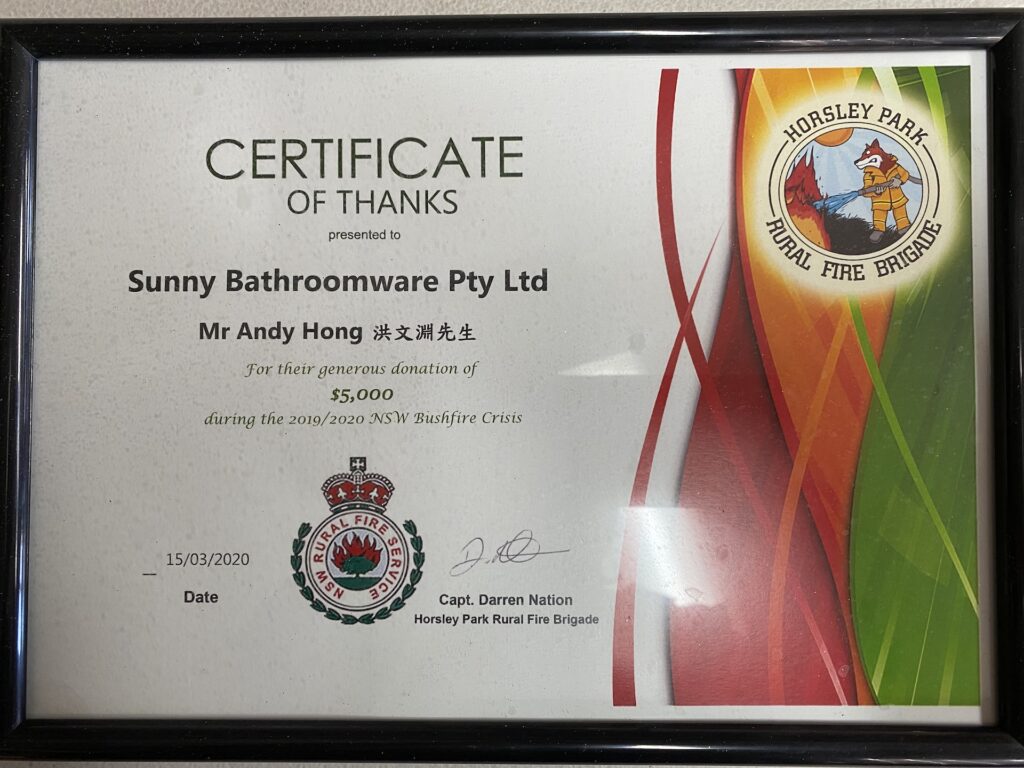 CERTIFICATE
OF THANKS
presented to
Sunny Bathroomware Pty Ltd
Mr Andy Hong 洪文淵先生
For their generous donation of
$5,000
during the 2019/2020 NSW Bushfire Crisis
HORSLEY PARK
RURAL FIRE BRIGADE
NSW RURAL FIRE SERVICE
__ 15/03/2020
Date
Capt. Darren Nation
Horsley Park Rural Fire Brigade